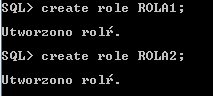 SQL> create role ROLA1;
Utworzono rolŕ.
SQL> create role ROLA2;
Utworzono rolŕ.